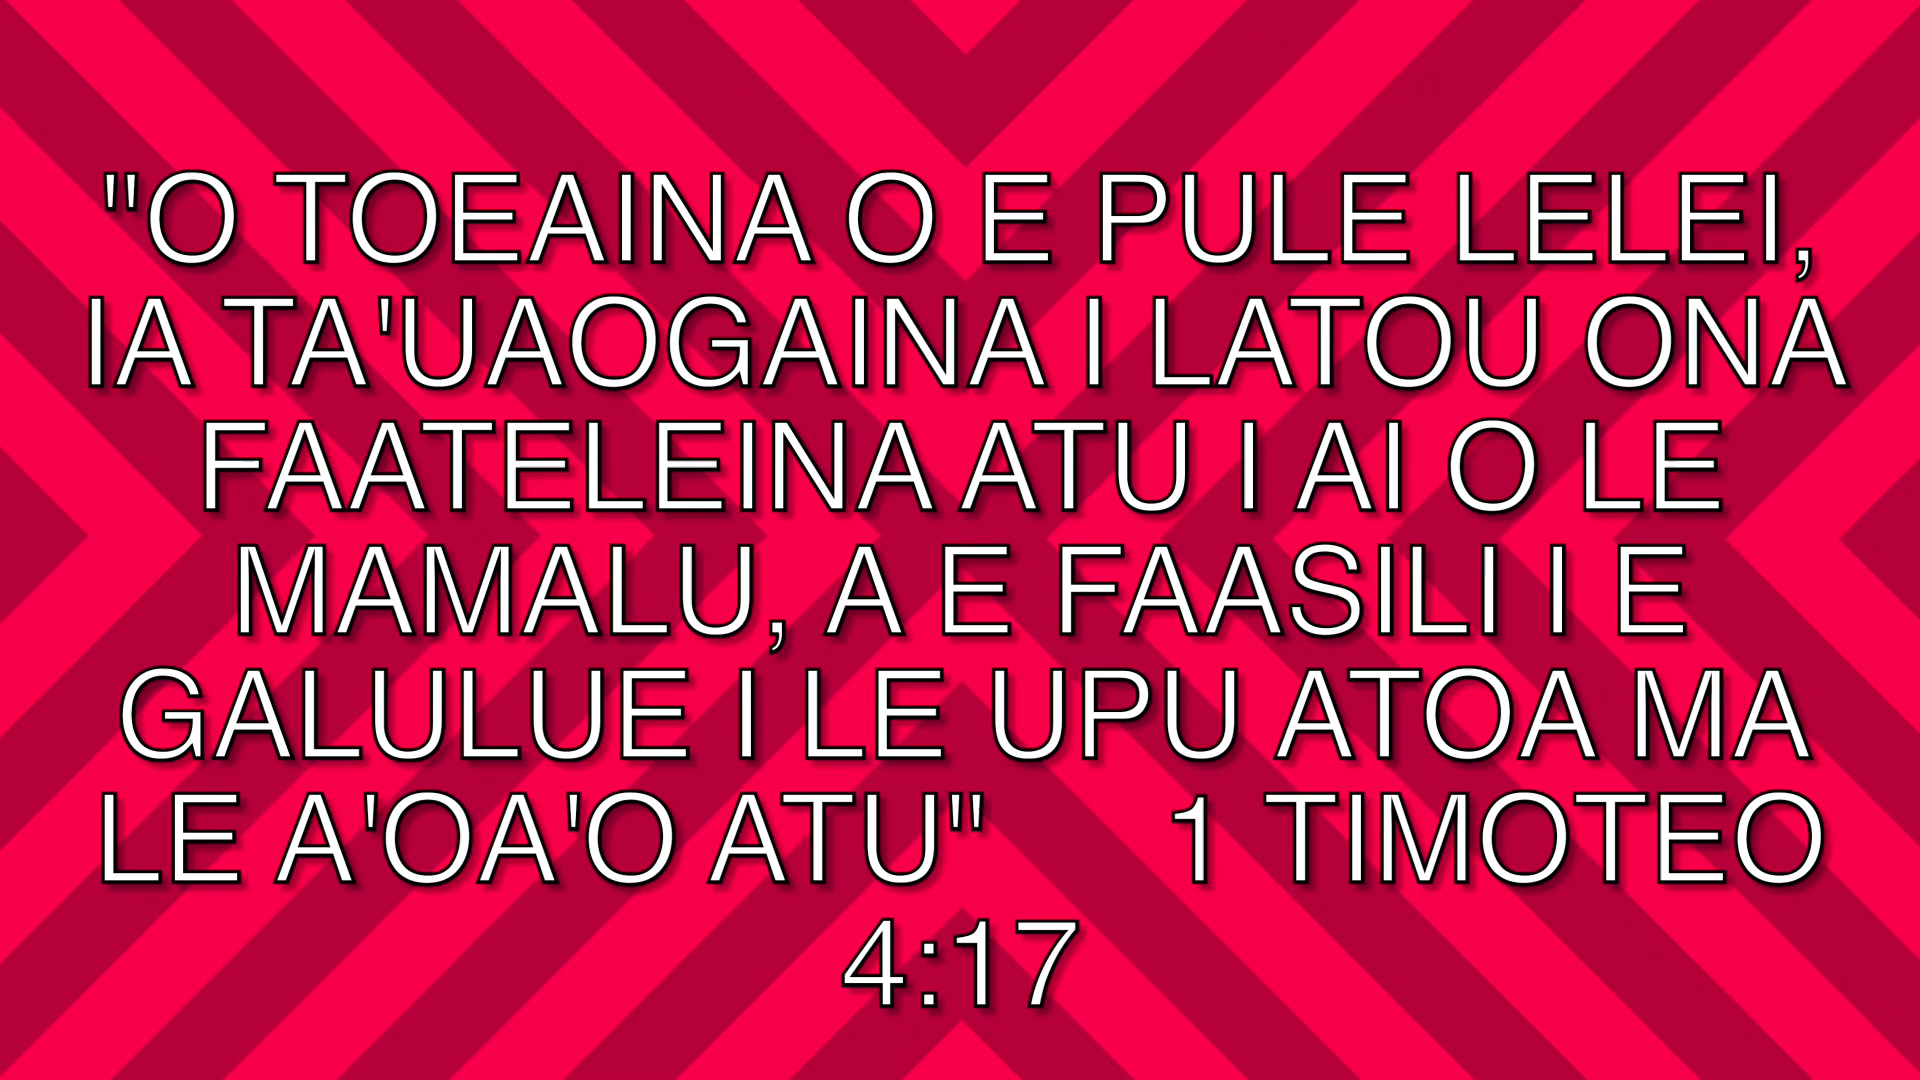 "O TOEAINA O E PULE LELEI,
IA TA'UAOGAINA I LATOU ONA
FAATELEINA ATU I AI O LE
MAMALU, A E FAASILI I E
GALULUE I LE UPU ATOA MA
LE A'OA'O ATU" 1 TIMOTEO
4:17